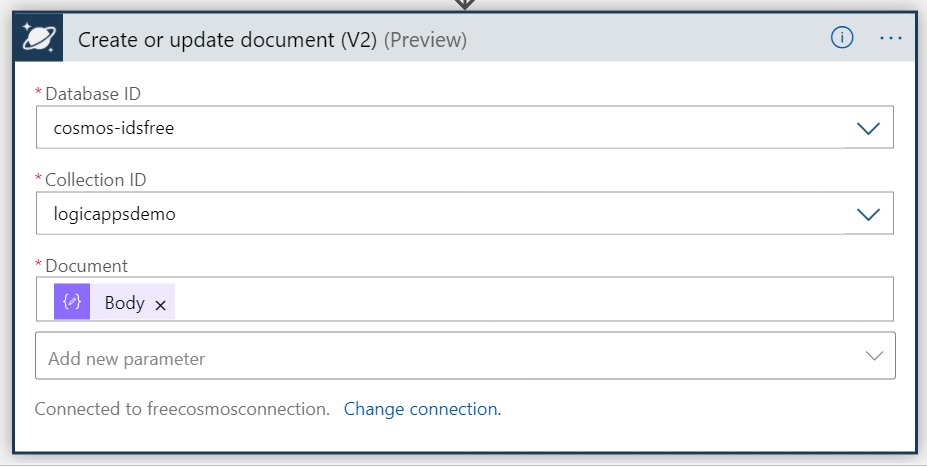 Create or update document (V2) (Preview)
* Database ID
cosmos-idsfree
* Collection ID
logicappsdemo
* Document
Body ×
Add new parameter
Connected to freecosmosconnection. Change connection.